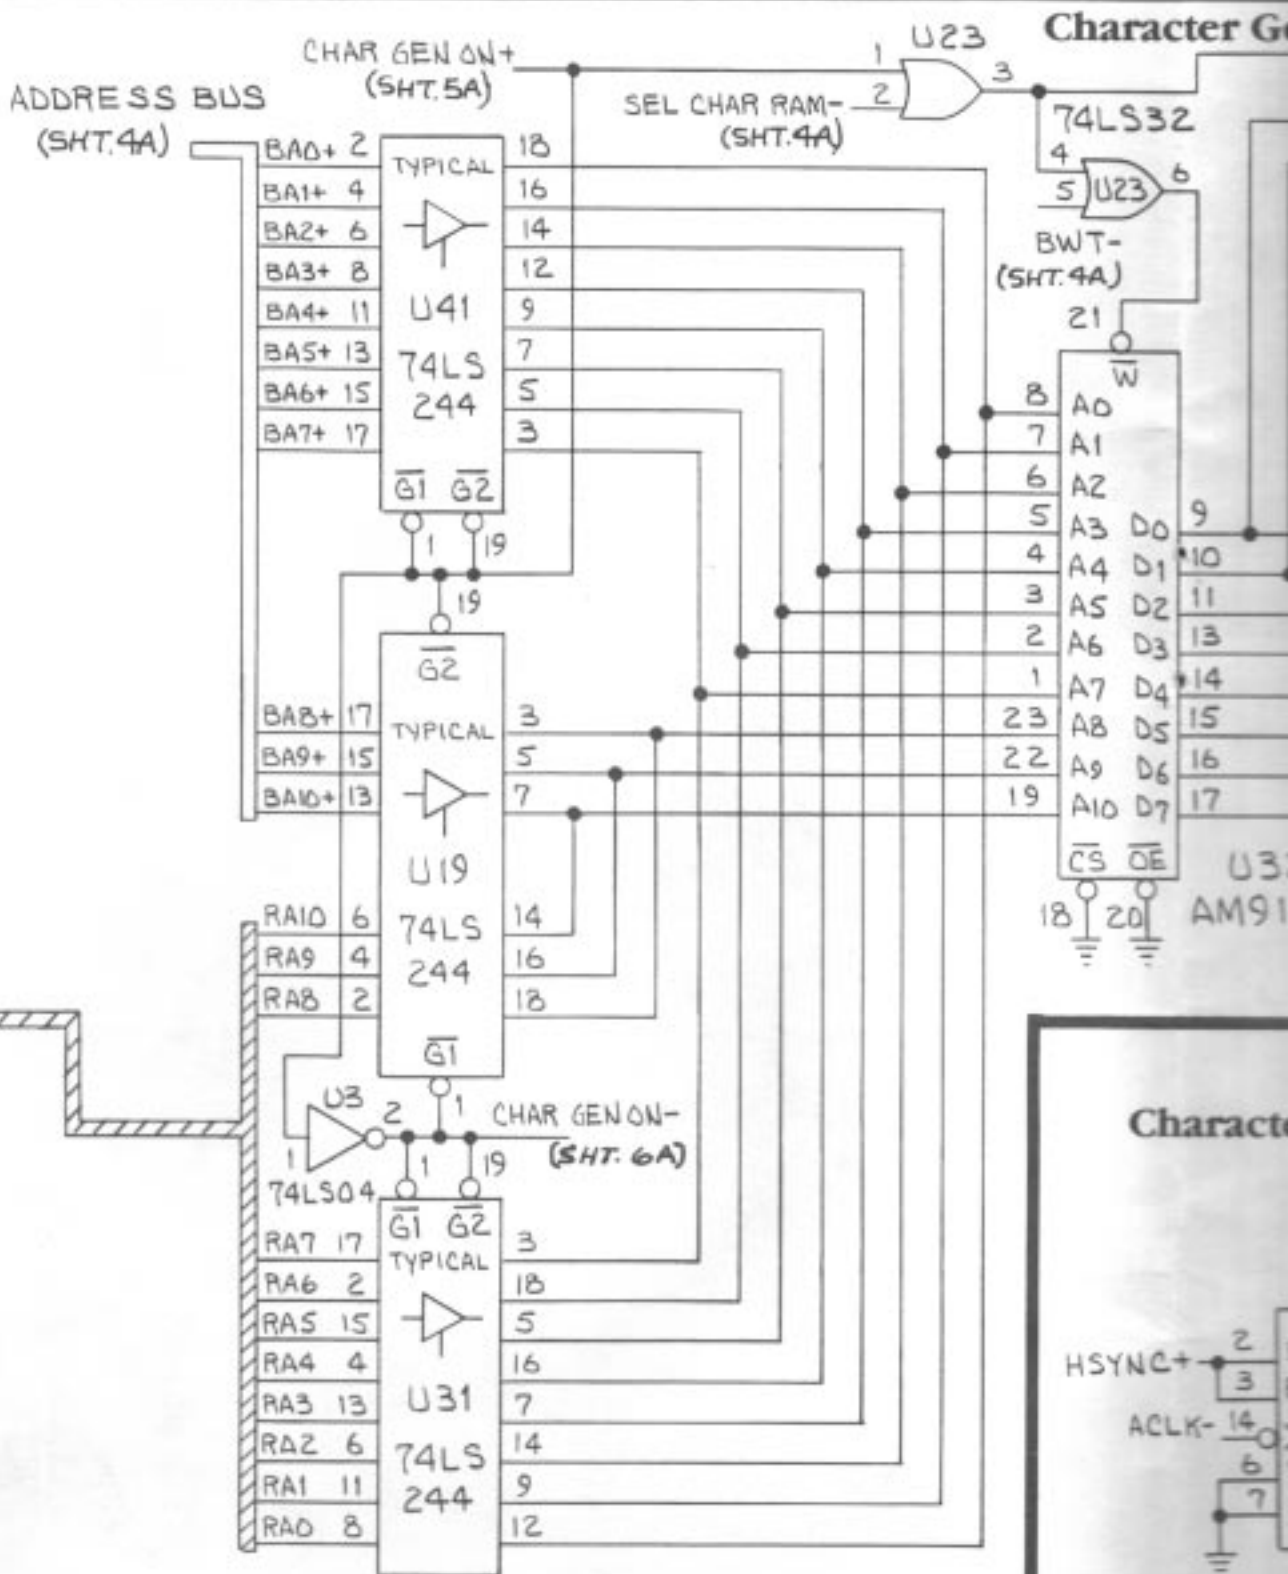 Character
CHAR GEN ON+
(SHT. 5A)
ADDRESS BUS
(SHT. 4A)
1 U23
2 3
SEL CHAR RAM-
(SHT. 4A)
74LS32
4
5 U23 6
BWT-
(SHT. 4A)
BA0+ 2 TYPICAL 18
BA1+ 4 16
BA2+ 6 14
BA3+ 8 12
BA4+ 11 U41 9
BA5+ 13 74LS 7
BA6+ 15 244 5
BA7+ 17 3
G1 G2
1 19
19
G2
BA8+ 17 TYPICAL 3
BA9+ 15 5
BA10+ 13 7
U19
RA10 6 74LS 14
RA9 4 244 16
RA8 2 18
G1
1
U3
1 2
74LS04
CHAR GEN ON-
(SHT. 6A)
1 19
G1 G2
RA7 17 TYPICAL 3
RA6 2 18
RA5 15 5
RA4 4 16
RA3 13 U31 7
RA2 6 74LS 14
RA1 11 244 9
RA0 8 12
21
W
8 A0
7 A1
6 A2
5 A3 D0 9
4 A4 D1 10
3 A5 D2 11
2 A6 D3 13
1 A7 D4 14
23 A8 D5 15
22 A9 D6 16
19 A10 D7 17
CS OE
18 20
AM91
Charact
HSYNC+ 2
3
ACLK- 14
6
7